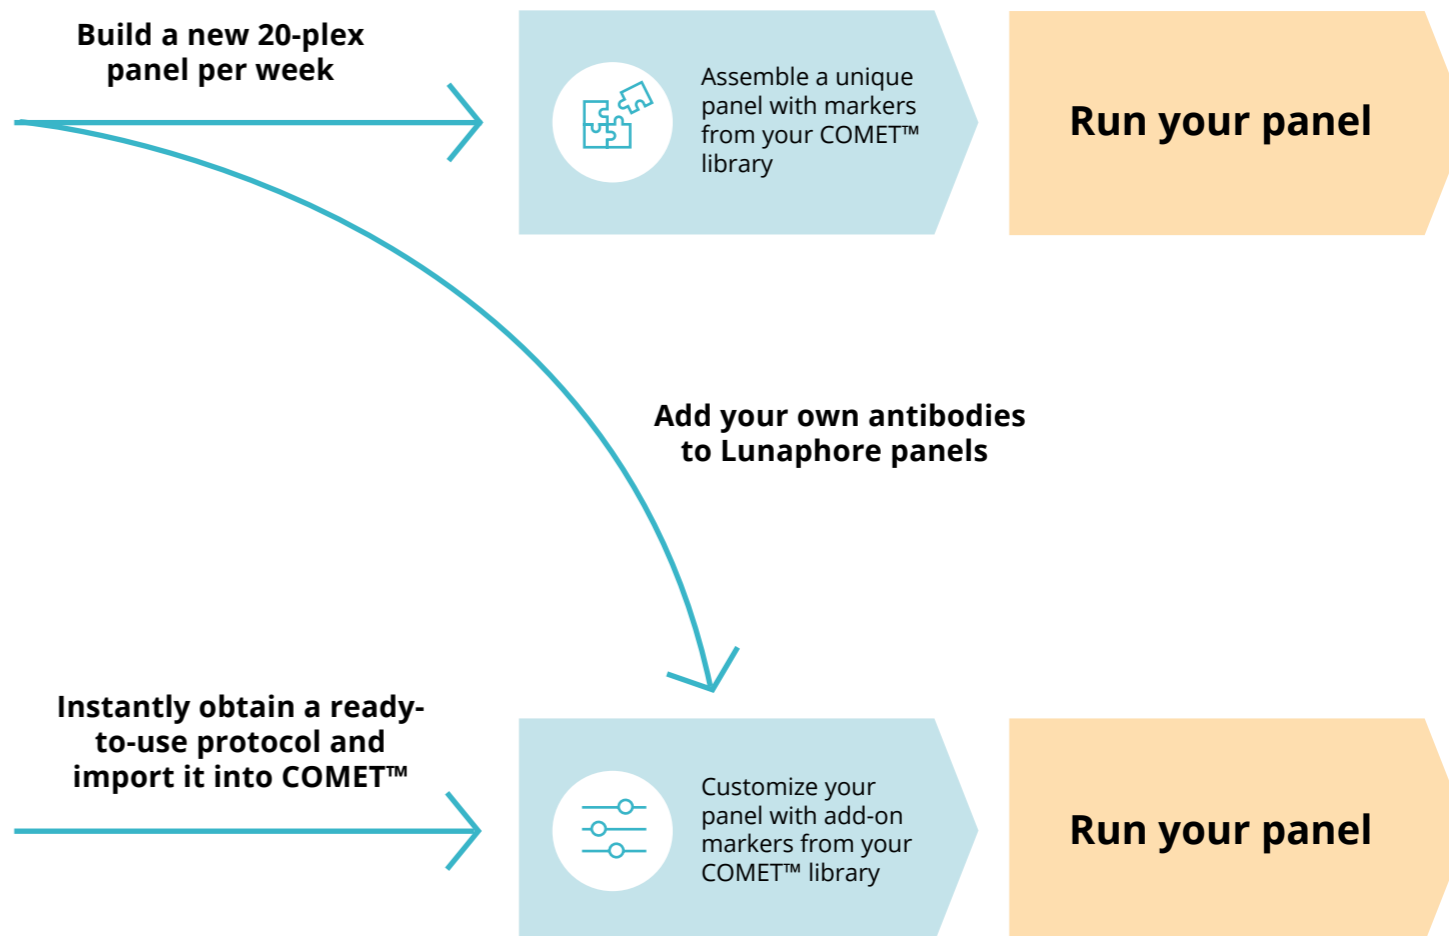 Build a new 20-plex
panel per week
Assemble a unique
panel with markers
from your COMET™
library
Run your panel
Add your own antibodies
to Lunaphore panels
Instantly obtain a ready-
to-use protocol and
import it into COMET™
Customize your
panel with add-on
markers from your
COMET™ library
Run your panel